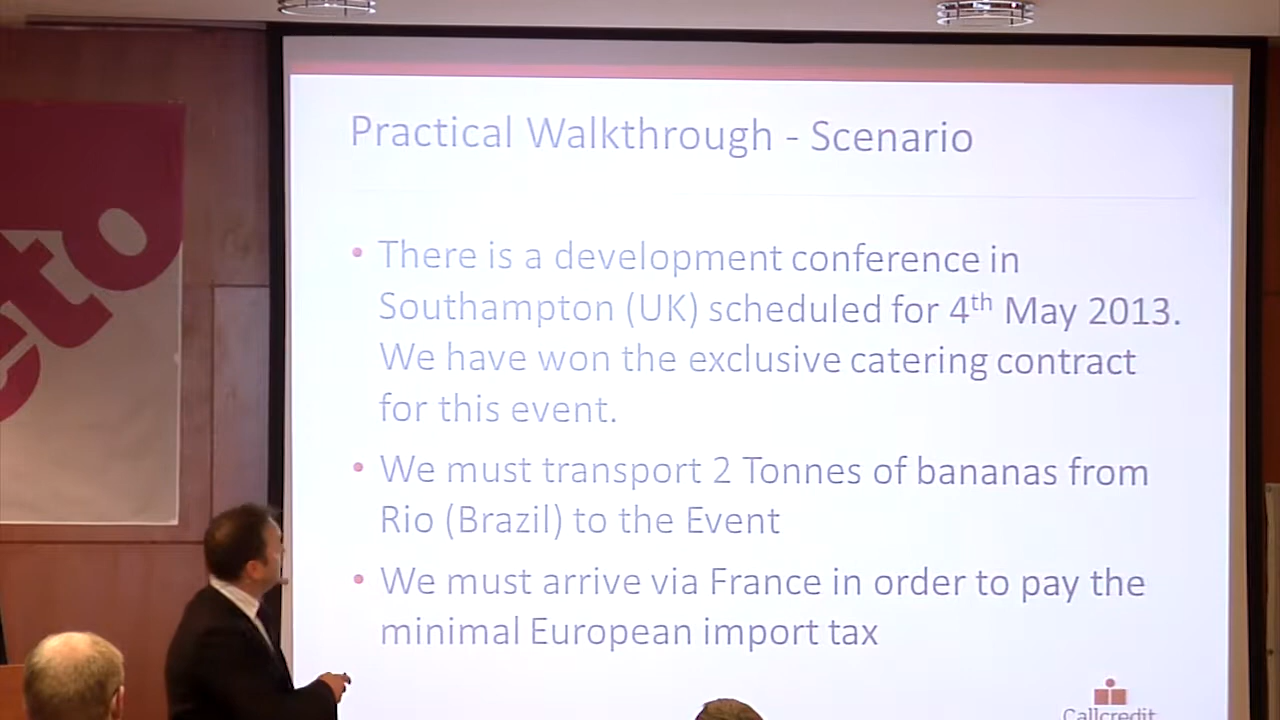 Practical Walkthrough - Scenario
• There is a development conference in
Southampton (UK) scheduled for 4th May 2013.
We have won the exclusive catering contract
for this event.
• We must transport 2 Tonnes of bananas from
Rio (Brazil) to the Event
• We must arrive via France in order to pay the
minimal European import tax
Callcredit